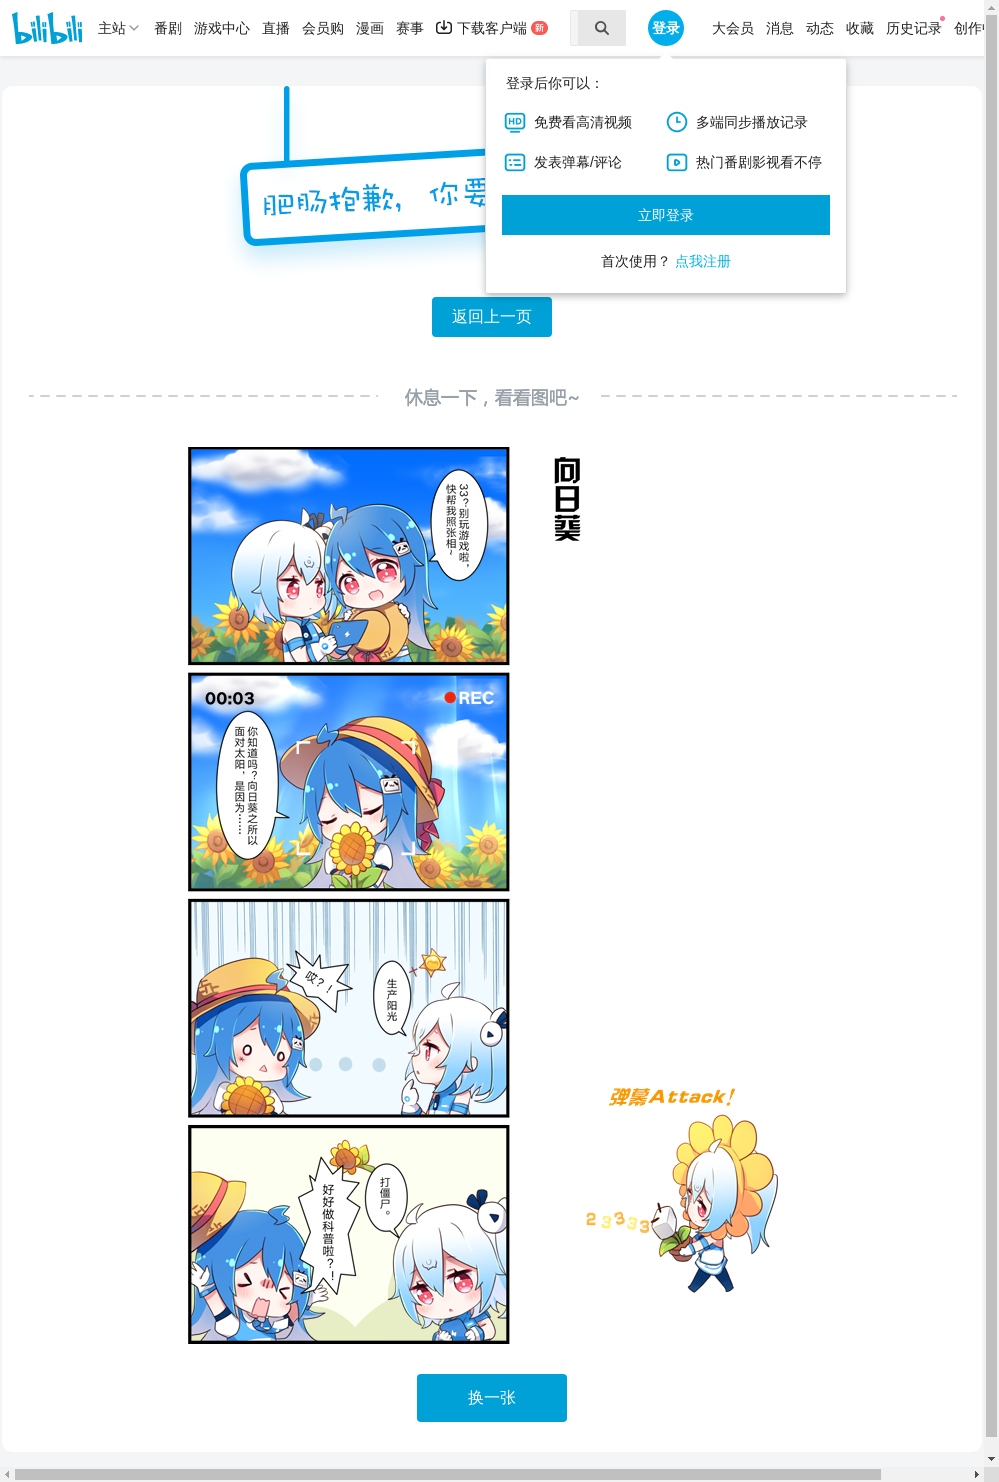 bilibili 主站 番剧 游戏中心 直播 会员购 漫画 赛事 下载客户端 新 登录 大会员 消息 动态 收藏 历史记录 创作
登录后你可以：
HD 免费看高清视频 多端同步播放记录
发表弹幕/评论 热门番剧影视看不停
立即登录
首次使用？ 点我注册
肥肠抱歉，你要
返回上一页
休息一下，看看图吧~
向日葵
33？别玩游戏啦，
快帮我照张相~
00:03 REC
你知道吗？向日葵之所以
面对太阳，是因为……
哎？！
生产阳光
好好做科普啦？！
打僵尸。
弹幕Attack!
23333
换一张